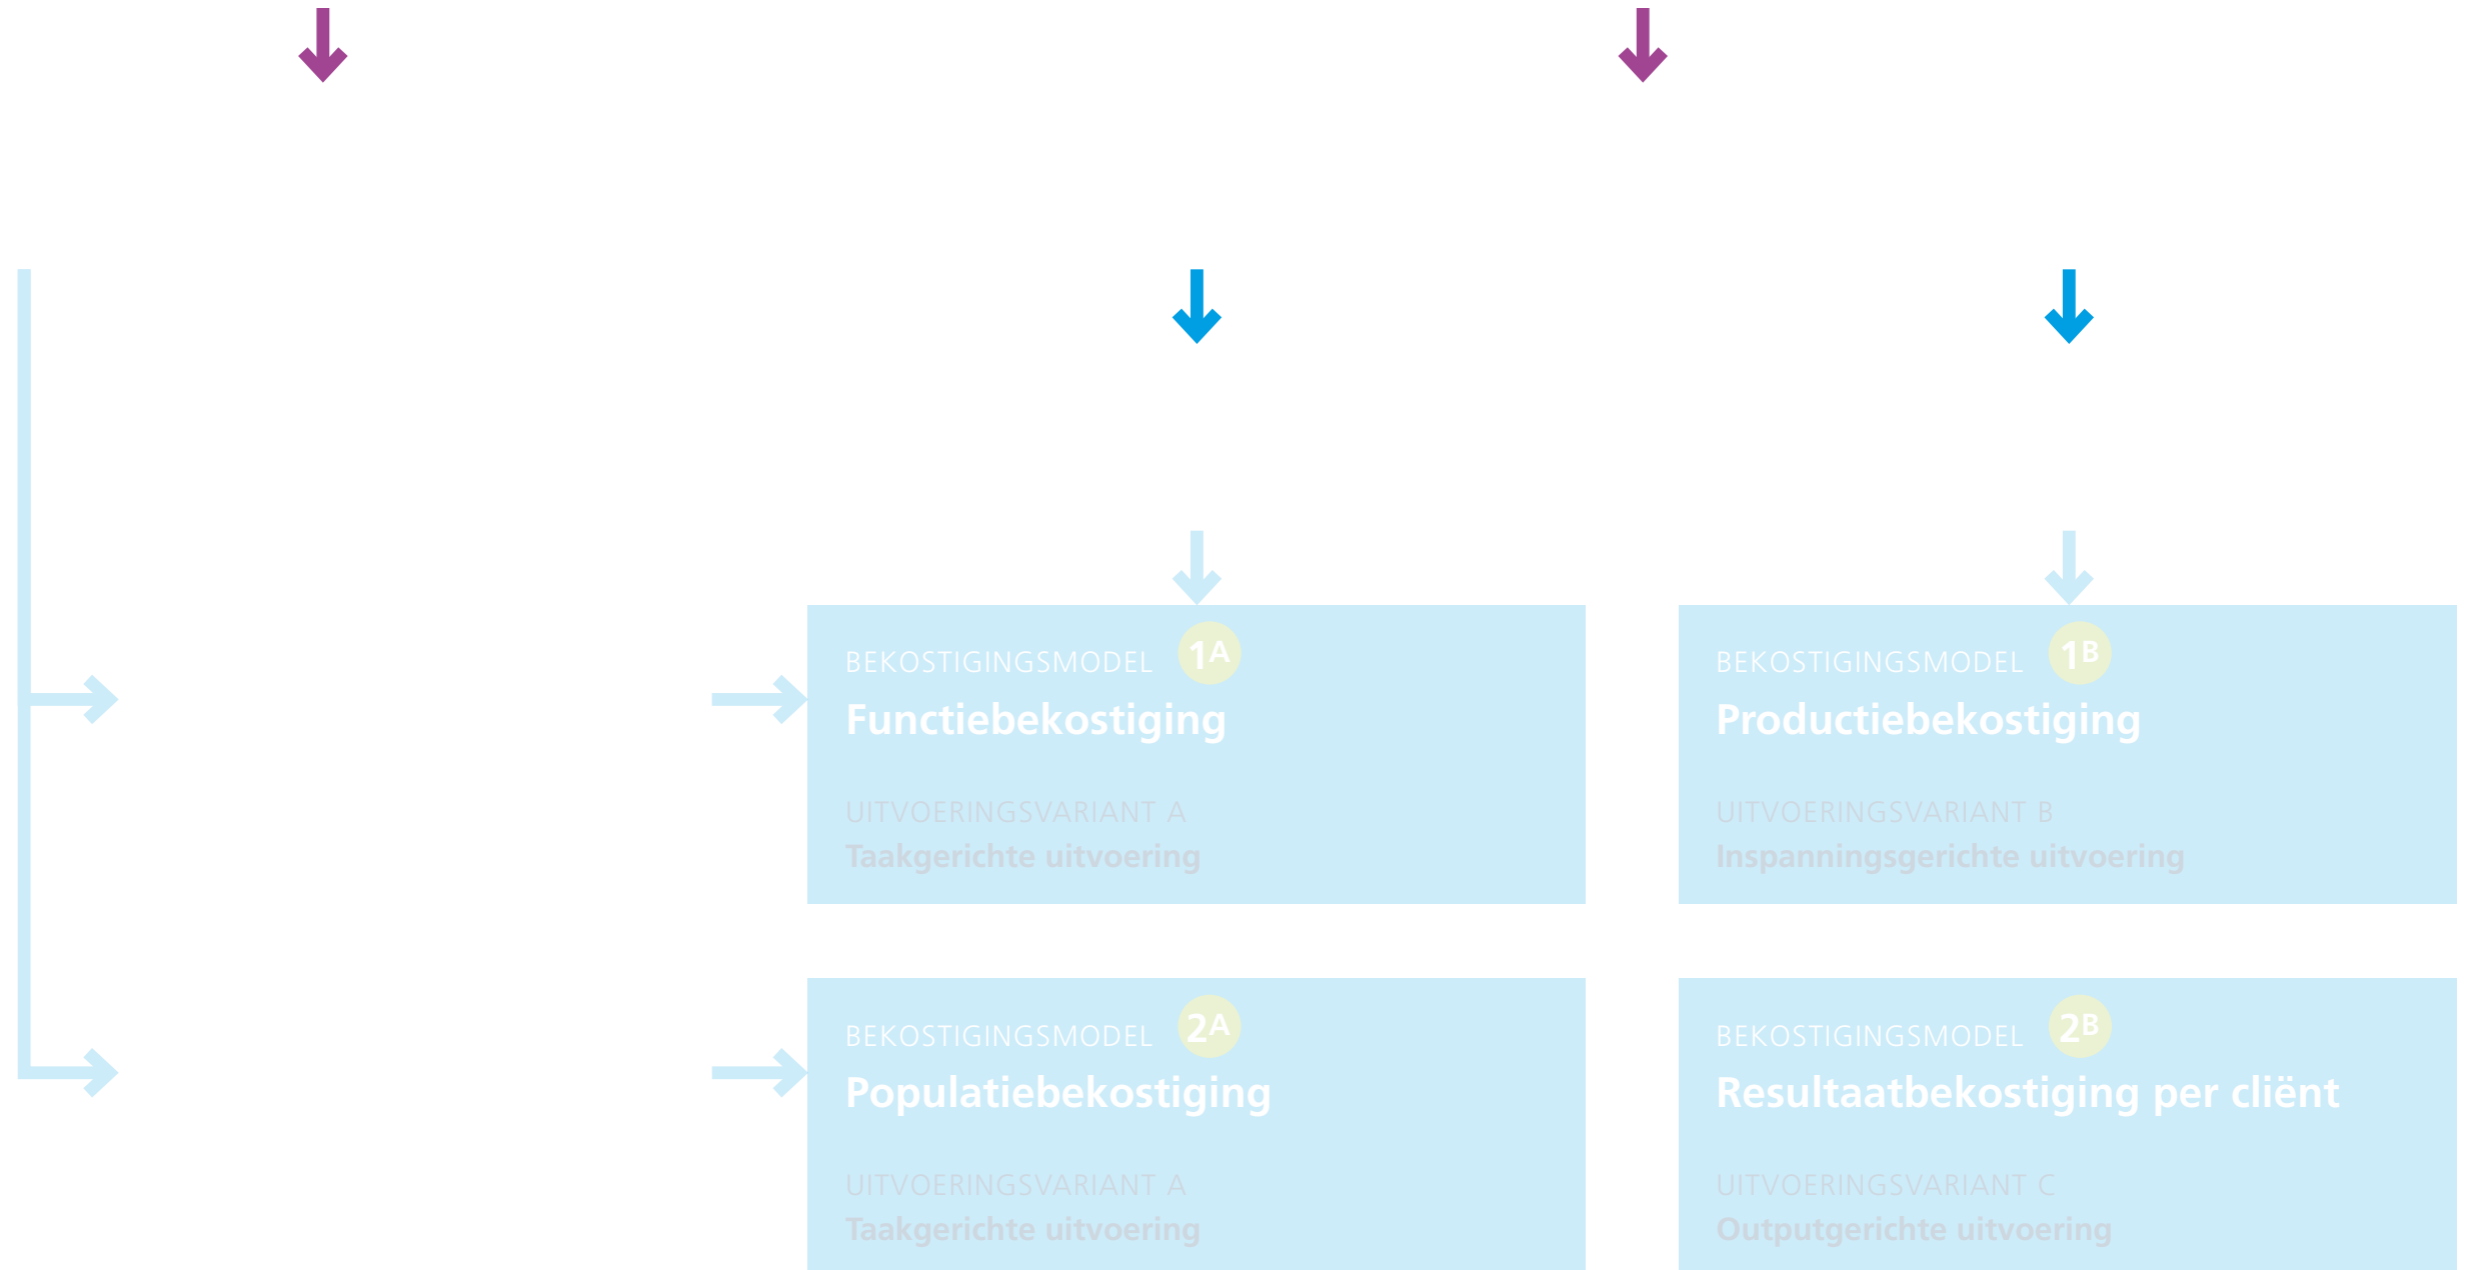 BEKOSTIGINGSMODEL 1A
Functiebekostiging
UITVOERINGSVARIANT A
Taakgerichte uitvoering
BEKOSTIGINGSMODEL 1B
Productiebekostiging
UITVOERINGSVARIANT B
Inspanningsgerichte uitvoering
BEKOSTIGINGSMODEL 2A
Populatiebekostiging
UITVOERINGSVARIANT A
Taakgerichte uitvoering
BEKOSTIGINGSMODEL 2B
Resultaatbekostiging per cliënt
UITVOERINGSVARIANT C
Outputgerichte uitvoering